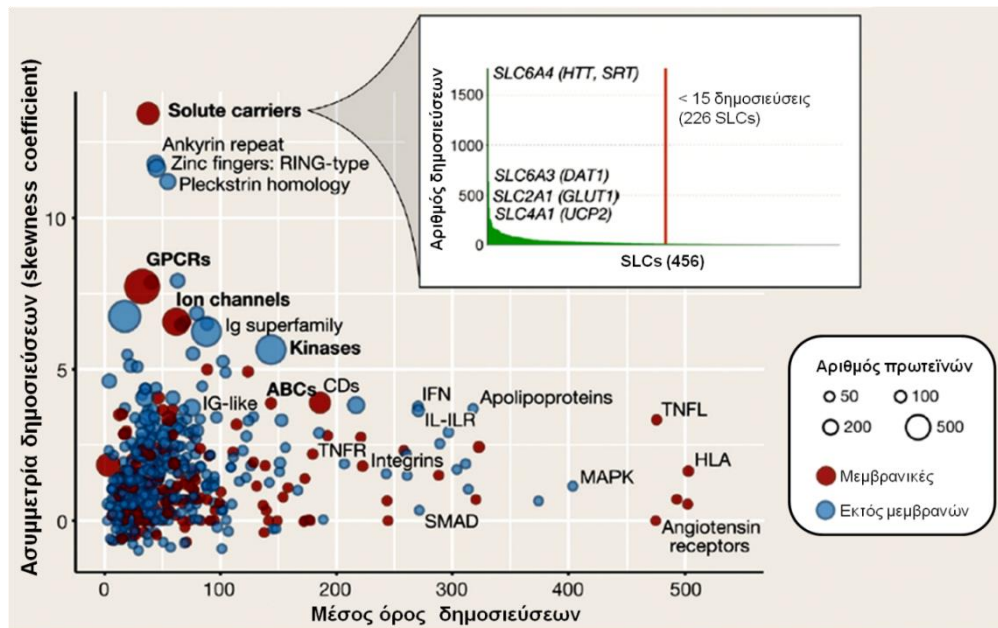 Ασυμμετρία δημοσιεύσεων (skewness coefficient)
10
5
0
0
100
200
300
400
500
Μέσος όρος δημοσιεύσεων
Solute carriers
Ankyrin repeat
Zinc fingers: RING-type
Pleckstrin homology
GPCRs
Ion channels
Ig superfamily
Kinases
ABCs
CDs
IG-like
IFN
Apolipoproteins
IL-ILR
TNFL
TNFR
Integrins
HLA
MAPK
SMAD
Angiotensin
receptors
Αριθμός δημοσιεύσεων
1500
1000
500
0
SLC6A4 (HTT, SRT)
< 15 δημοσιεύσεις
(226 SLCs)
SLC6A3 (DAT1)
SLC2A1 (GLUT1)
SLC4A1 (UCP2)
SLCs (456)
Αριθμός πρωτεϊνών
50
100
200
500
Μεμβρανικές
Εκτός μεμβρανών